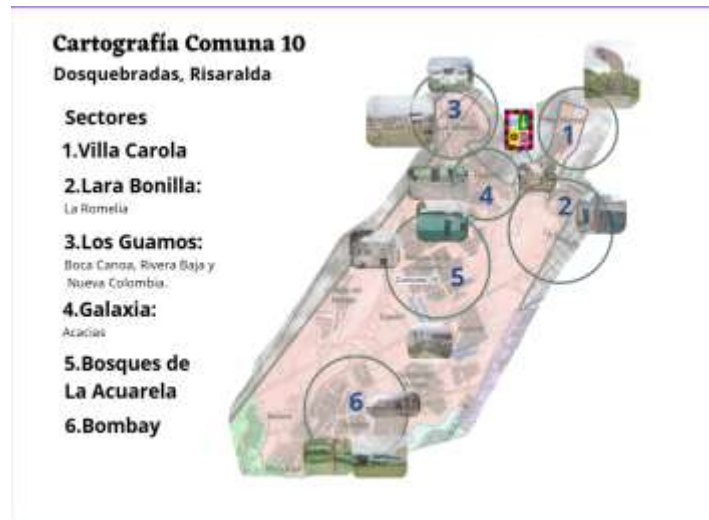 Cartografía Comuna 10
Dosquebradas, Risaralda
Sectores
1.Villa Carola
2.Lara Bonilla:
La Romelia
3.Los Guamos:
Boca Canoa, Rivera Baja y
Nueva Colombia.
4.Galaxia:
Acacias
5.Bosques de
La Acuarela
6.Bombay
3
1
4
2
5
6